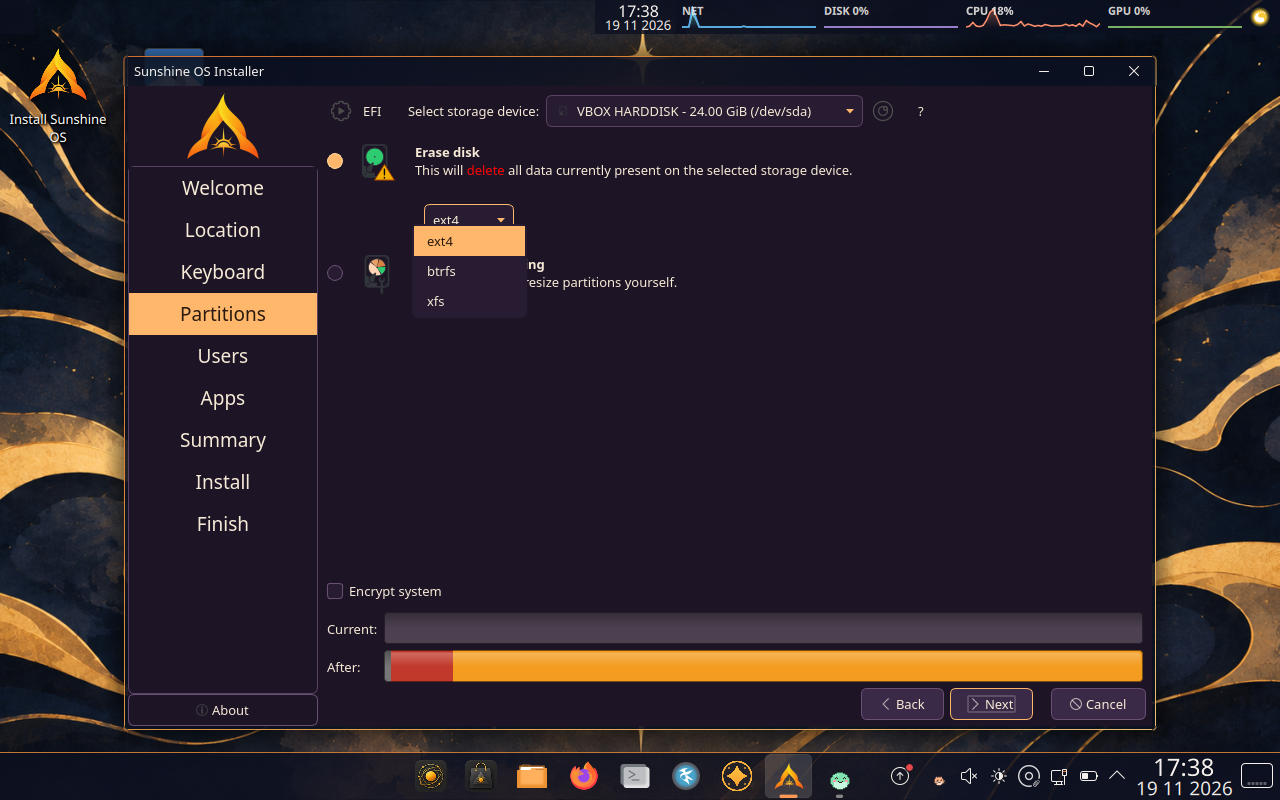 17:38
19 11 2026
NET
DISK 0%
CPU 18%
GPU 0%
Install Sunshine
OS
Sunshine OS Installer
EFI
Select storage device:
VBOX HARDDISK - 24.00 GiB (/dev/sda)
?
Erase disk
This will delete all data currently present on the selected storage device.
ext4
ext4
btrfs
xfs
ng
resize partitions yourself.
Welcome
Location
Keyboard
Partitions
Users
Apps
Summary
Install
Finish
About
Encrypt system
Current:
After:
Back
Next
Cancel
17:38
19 11 2026